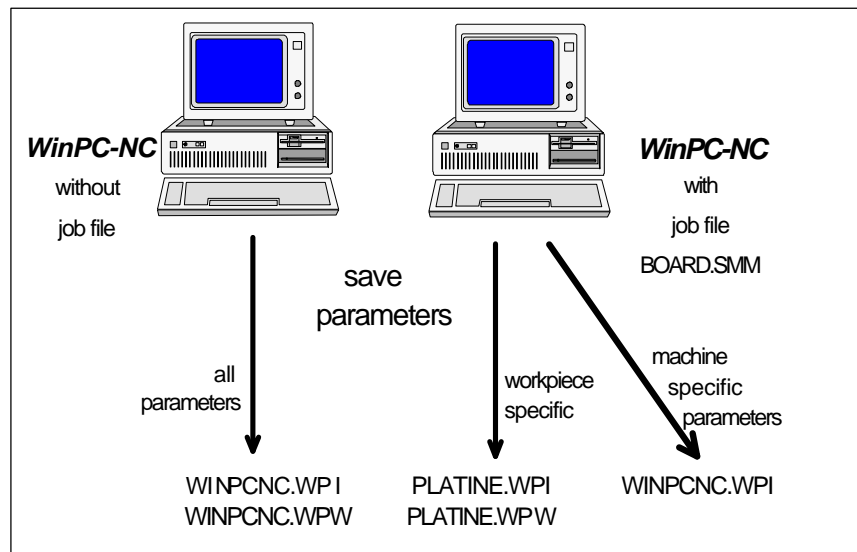 WinPC-NC
without
job file
WinPC-NC
with
job file
BOARD.SMM
save
parameters
all
parameters
workpiece
specific
machine
specific
parameters
WINPCNC.WPI
WINPCNC.WPW
PLATINE.WPI
PLATINE.WPW
WINPCNC.WPI